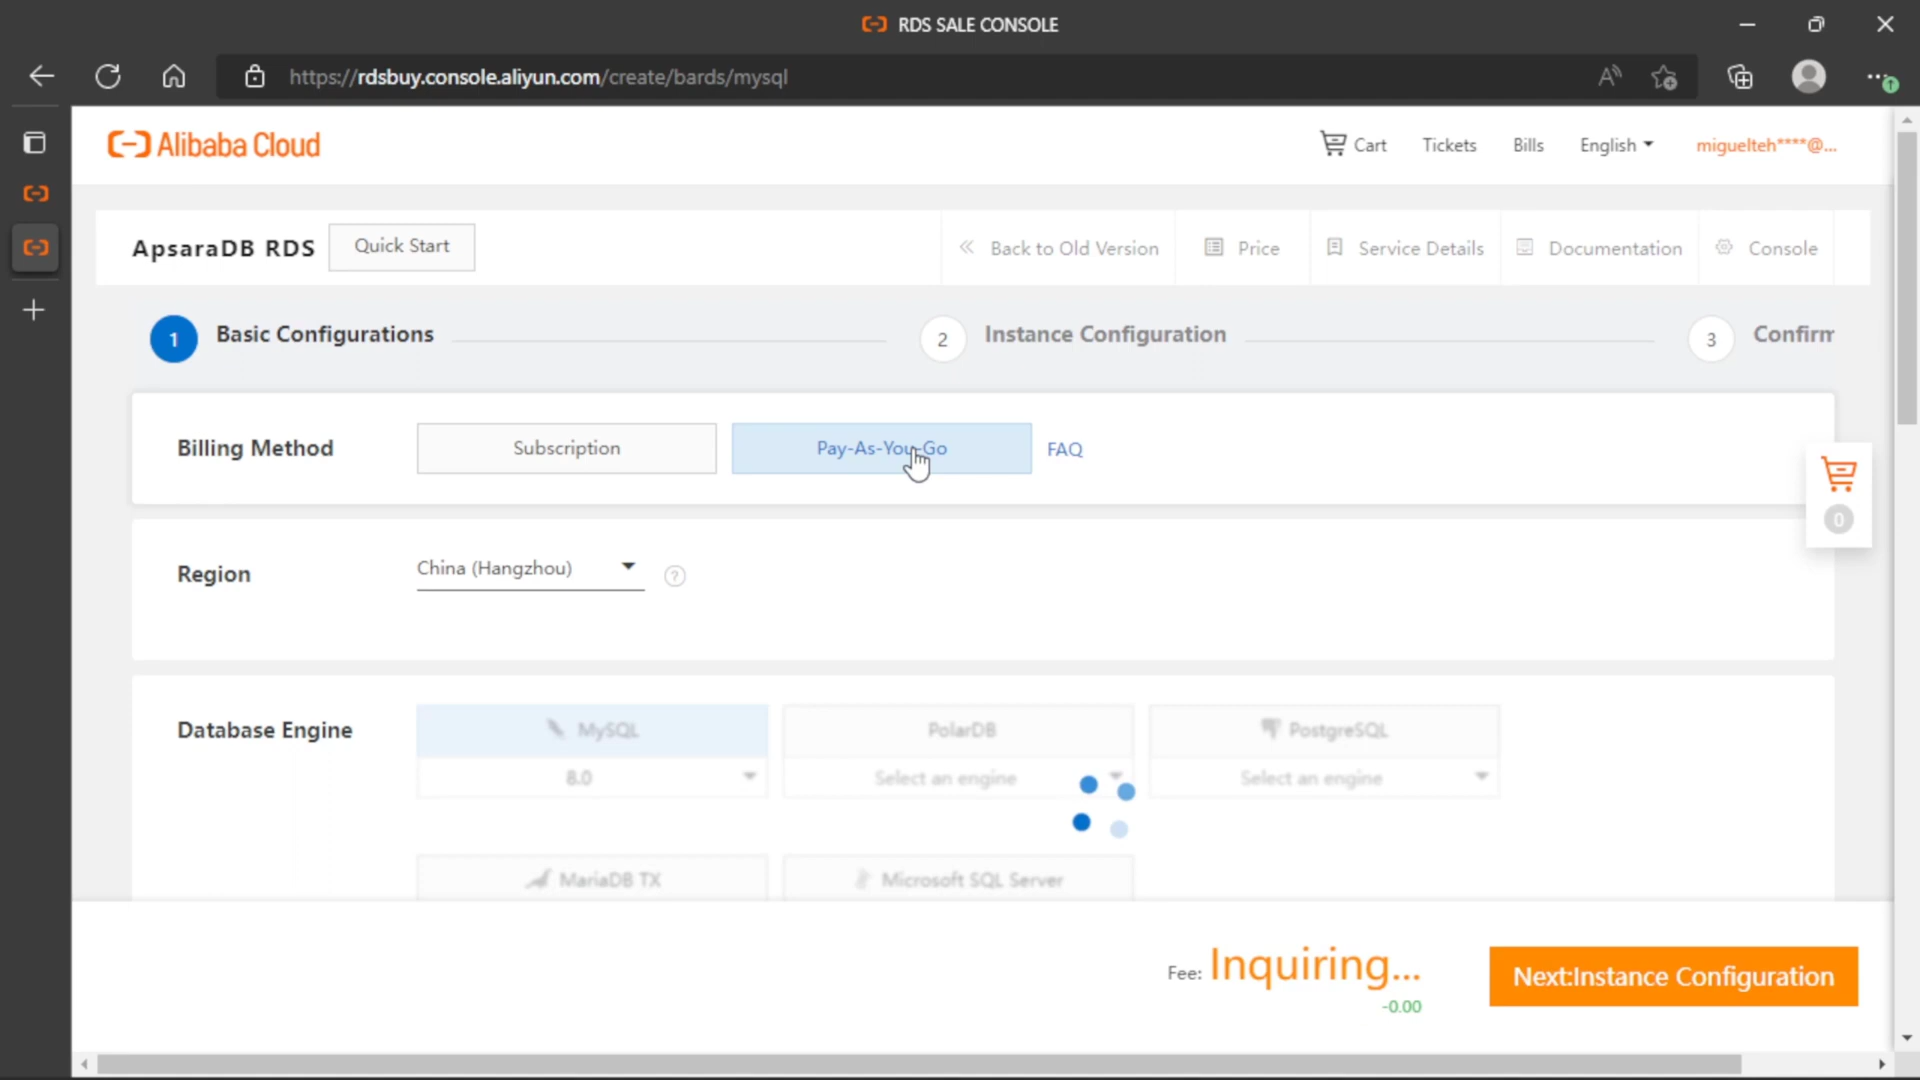 RDS SALE CONSOLE
https://rdsbuy.console.aliyun.com/create/bards/mysql
Alibaba Cloud
Cart
Tickets
Bills
English
miguelteh****@...
ApsaraDB RDS
Quick Start
Back to Old Version
Price
Service Details
Documentation
Console
1
Basic Configurations
2
Instance Configuration
3
Confirm
Billing Method
Subscription
Pay-As-You-Go
FAQ
0
Region
China (Hangzhou)
?
Database Engine
MySQL
PolarDB
PostgreSQL
8.0
Select an engine
Select an engine
MariaDB TX
Microsoft SQL Server
Fee: Inquiring...
-0.00
Next:Instance Configuration